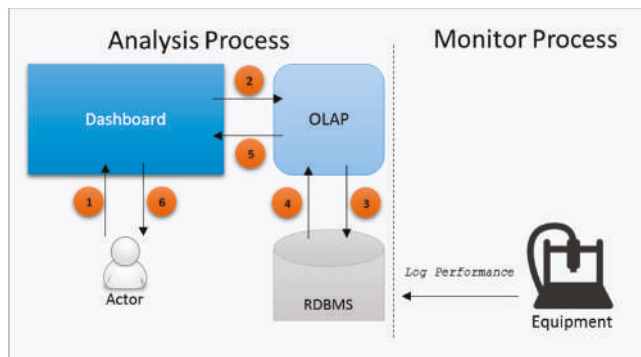 Analysis Process
Monitor Process
2
Dashboard
OLAP
5
1
6
4
3
Log Performance
Actor
RDBMS
Equipment